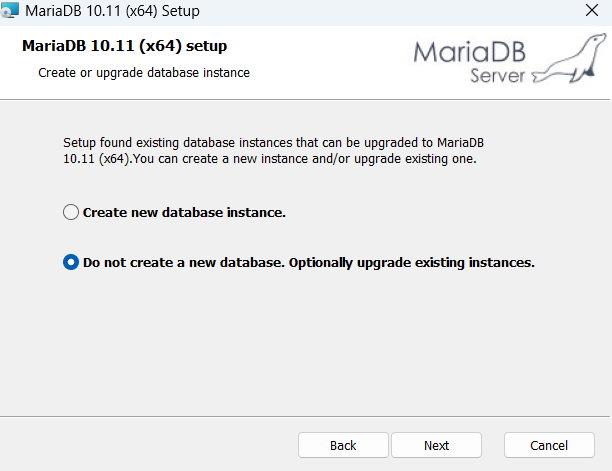 MariaDB 10.11 (x64) Setup
MariaDB 10.11 (x64) setup
Create or upgrade database instance
MariaDB
Server
Setup found existing database instances that can be upgraded to MariaDB
10.11 (x64).You can create a new instance and/or upgrade existing one.
Create new database instance.
Do not create a new database. Optionally upgrade existing instances.
Back
Next
Cancel